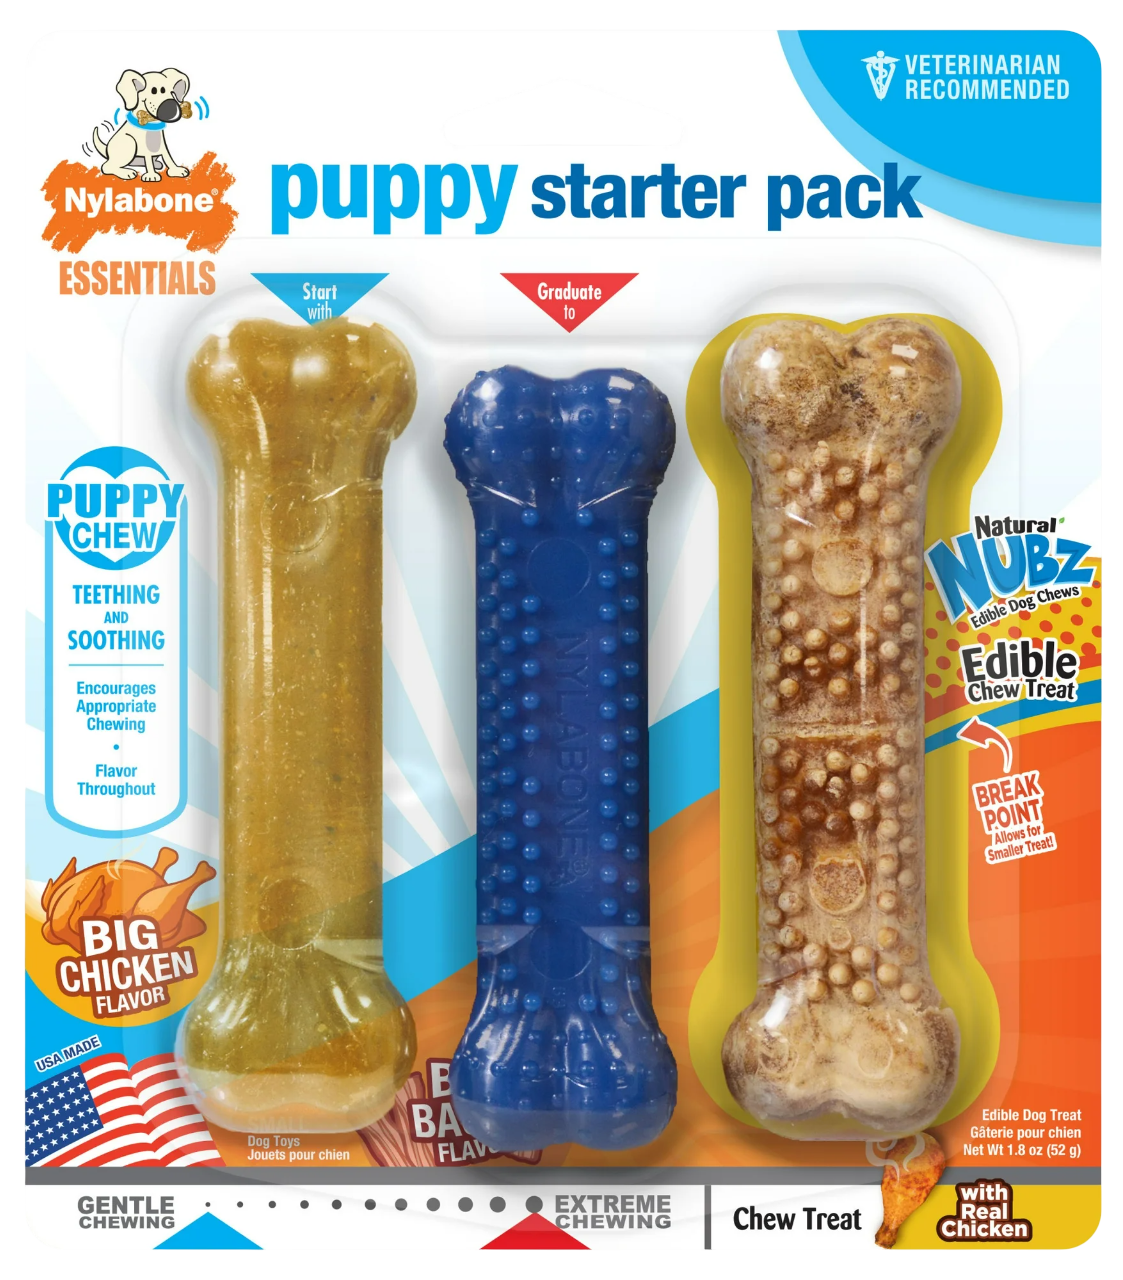 VETERINARIAN
RECOMMENDED
Nylabone®
ESSENTIALS
puppy starter pack
Start
with
Graduate
to
PUPPY
CHEW
TEETHING
AND
SOOTHING
Encourages
Appropriate
Chewing
•
Flavor
Throughout
NYLABONE®
Natural
NUBZ
Edible Dog Chews
Edible
Chew Treat
BREAK
POINT
Allows for
Smaller Treat!
BIG
CHICKEN
FLAVOR
USA MADE
Dog Toys
Jouets pour chien
B
BA
FLAV
Edible Dog Treat
Gâterie pour chien
Net Wt 1.8 oz (52 g)
GENTLE
CHEWING
EXTREME
CHEWING
Chew Treat
with
Real
Chicken